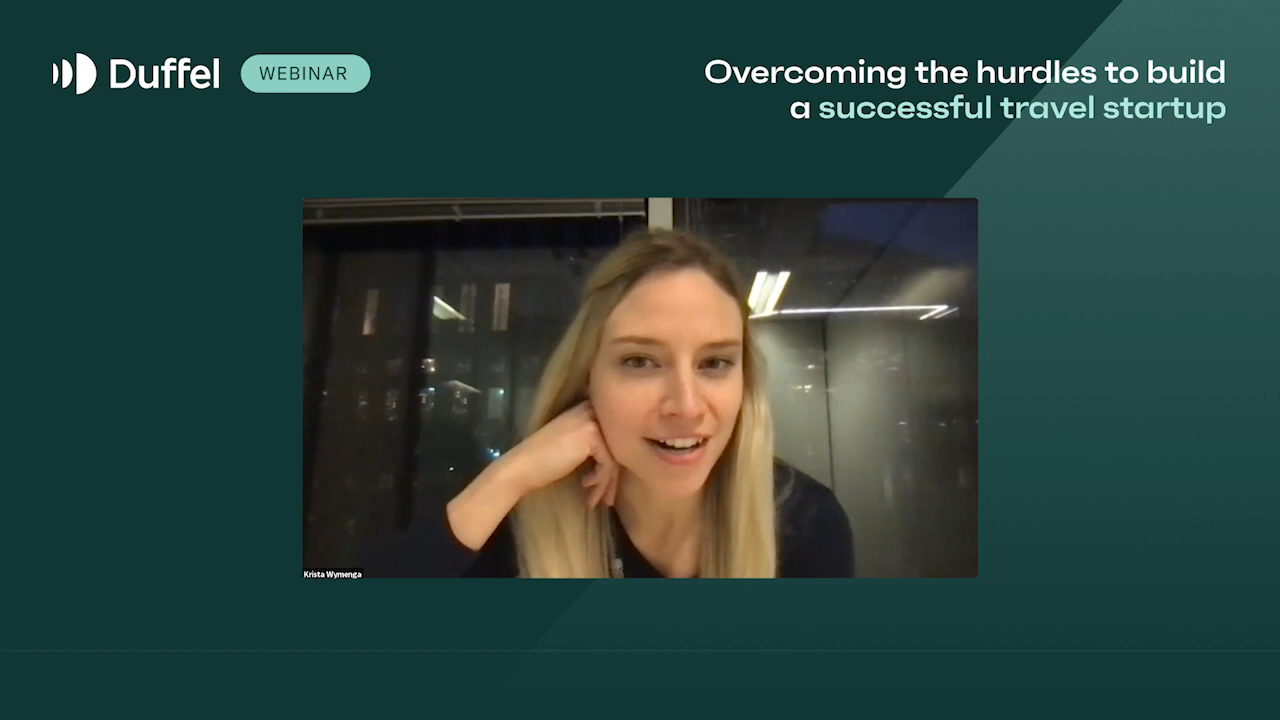 Duffel
WEBINAR
Overcoming the hurdles to build
a successful travel startup
Krista Wymenga